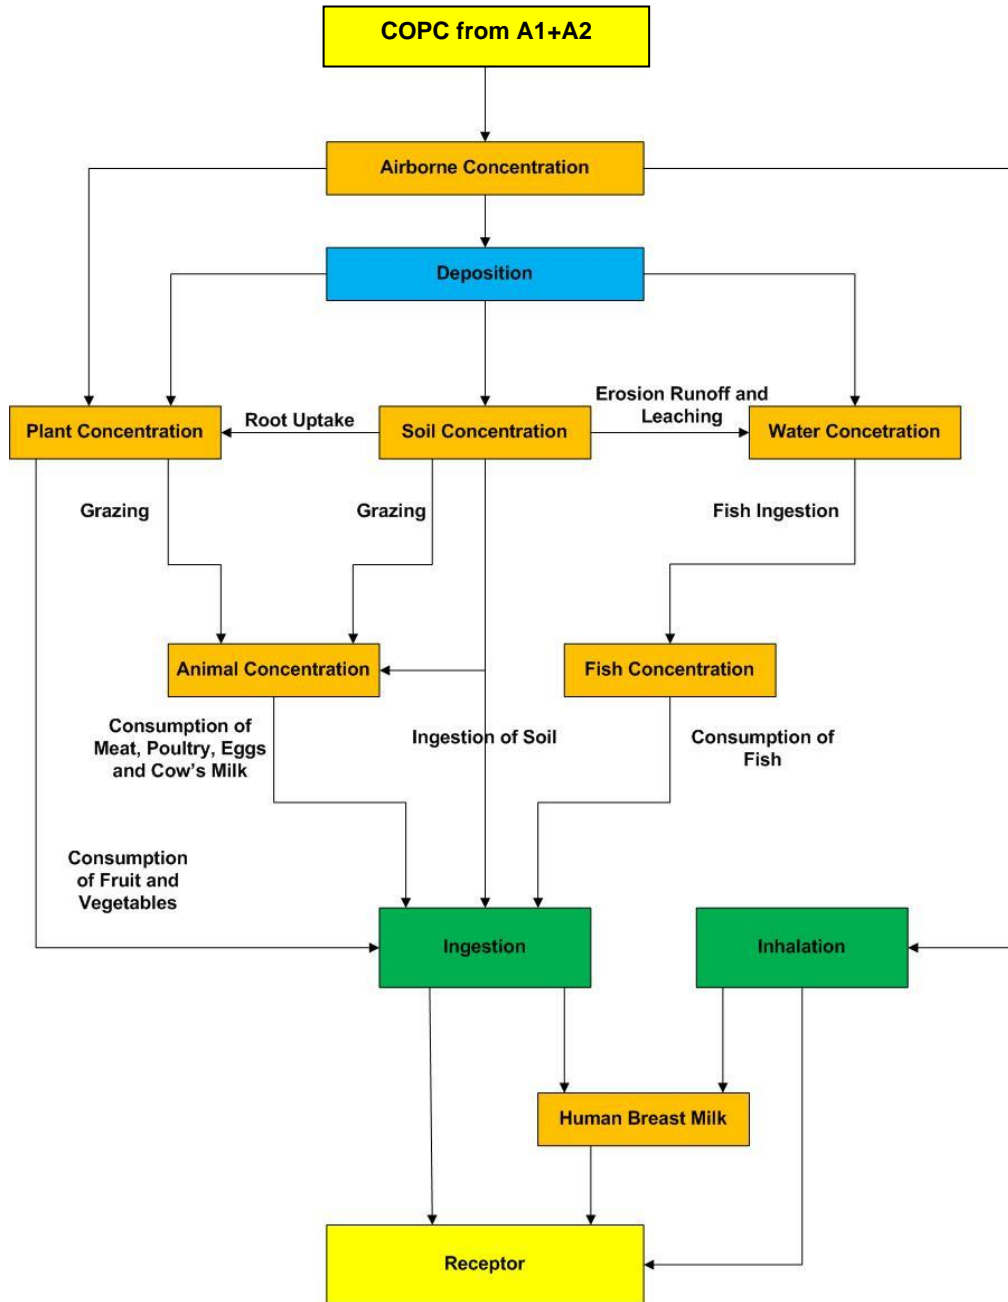 COPC from A1+A2
Airborne Concentration
Deposition
Erosion Runoff and
Leaching
Plant Concentration
Root Uptake
Soil Concentration
Water Concetration
Grazing
Grazing
Fish Ingestion
Animal Concentration
Fish Concentration
Consumption of
Meat, Poultry, Eggs
and Cow's Milk
Ingestion of Soil
Consumption of
Fish
Consumption
of Fruit and
Vegetables
Ingestion
Inhalation
Human Breast Milk
Receptor